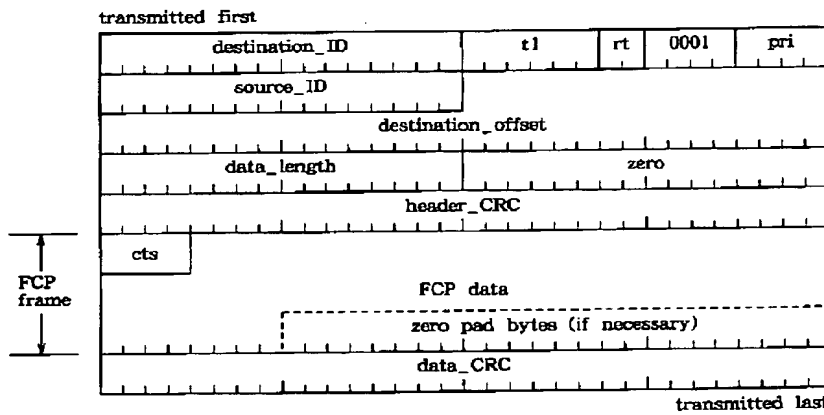 transmitted first
destination_ID tl rt 0001 pri
source_ID
destination_offset
data_length zero
header_CRC
cts
FCP frame
FCP data
zero pad bytes (if necessary)
data_CRC
transmitted last